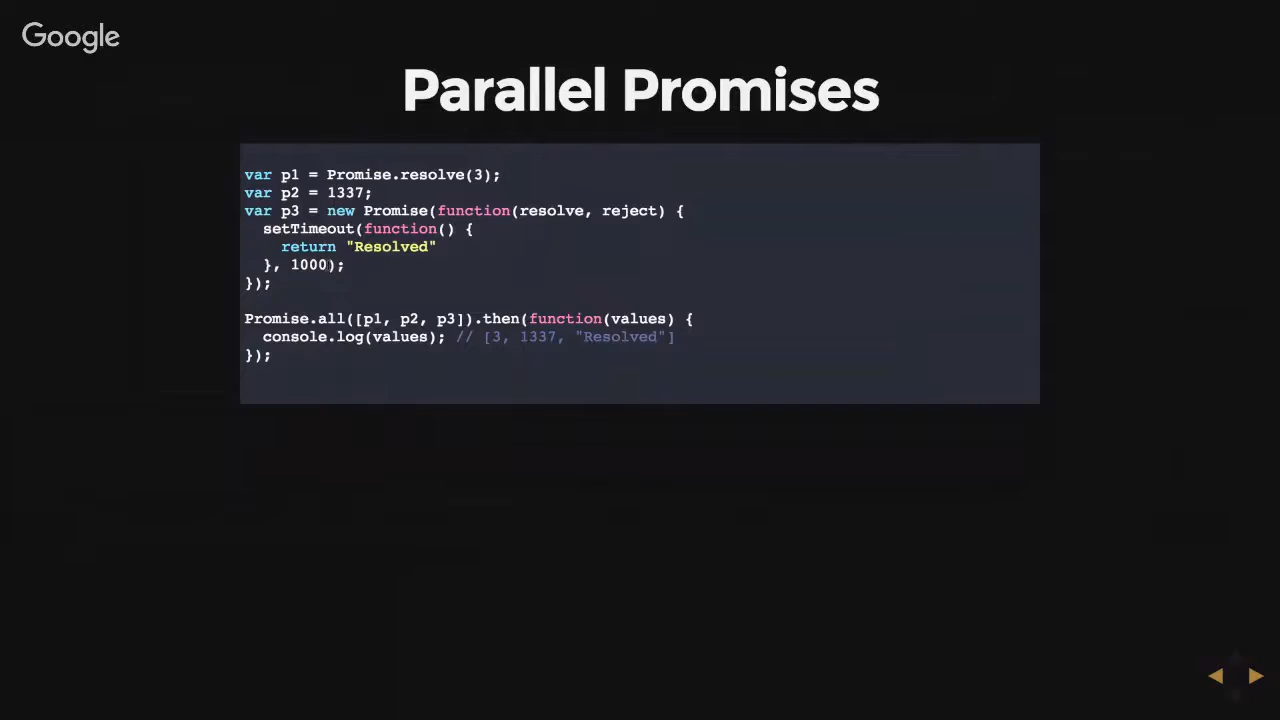 Google
Parallel Promises
var p1 = Promise.resolve(3);
var p2 = 1337;
var p3 = new Promise(function(resolve, reject) {
  setTimeout(function() {
    return "Resolved"
  }, 1000);
});
Promise.all([p1, p2, p3]).then(function(values) {
  console.log(values); // [3, 1337, "Resolved"]
});